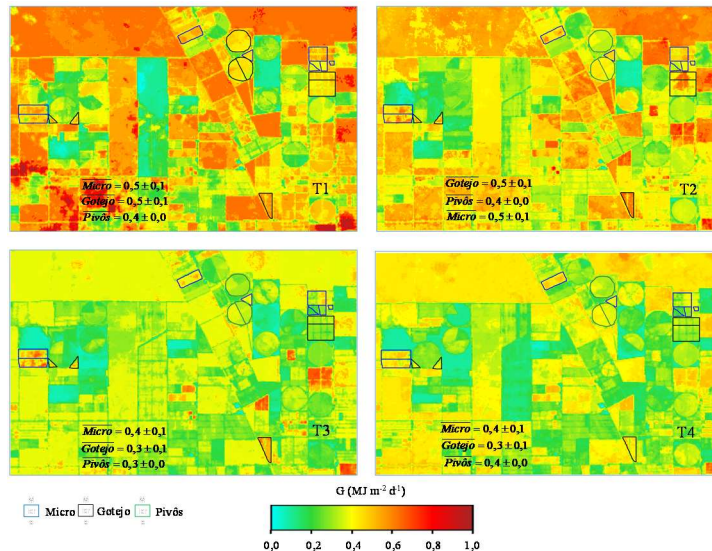 Micro = 0,5 ± 0,1
Gotejo = 0,5 ± 0,1
Pivôs = 0,4 ± 0,0
T1
Gotejo = 0,5 ± 0,1
Pivôs = 0,4 ± 0,0
Micro = 0,5 ± 0,1
T2
Micro = 0,4 ± 0,1
Gotejo = 0,3 ± 0,1
Pivôs = 0,3 ± 0,0
T3
Micro = 0,4 ± 0,1
Gotejo = 0,3 ± 0,1
Pivôs = 0,4 ± 0,0
T4
G (MJ m⁻² d⁻¹)
Micro Gotejo Pivôs
0,0 0,2 0,4 0,6 0,8 1,0